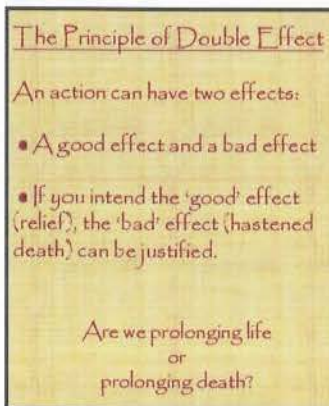 The Principle of Double Effect
An action can have two effects:
• A good effect and a bad effect
• If you intend the 'good' effect
(relief), the 'bad' effect (hastened
death) can be justified.
Are we prolonging life
or
prolonging death?